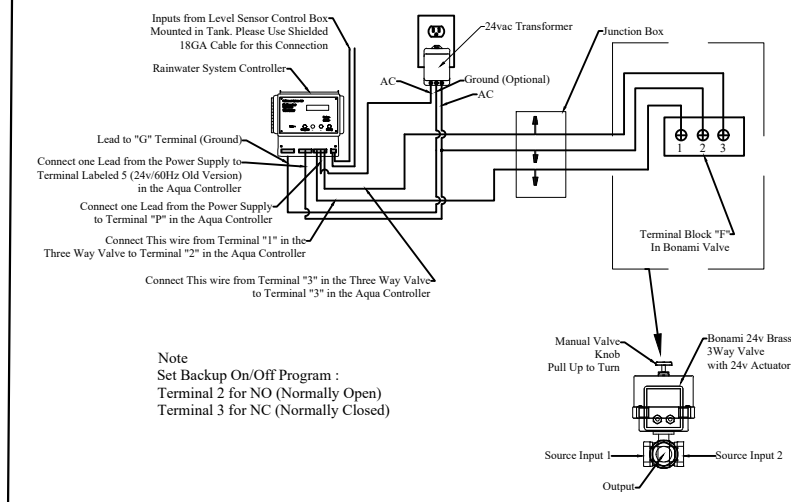 Inputs from Level Sensor Control Box
Mounted in Tank. Please Use Shielded
18GA Cable for this Connection
24vac Transformer
Junction Box
Rainwater System Controller
AC
Ground (Optional)
AC
Lead to "G" Terminal (Ground)
Connect one Lead from the Power Supply to
Terminal Labeled 5 (24v/60Hz Old Version)
in the Aqua Controller
Connect one Lead from the Power Supply
to Terminal "P" in the Aqua Controller
Connect This wire from Terminal "1" in the
Three Way Valve to Terminal "2" in the Aqua Controller
Connect This wire from Terminal "3" in the Three Way Valve
to Terminal "3" in the Aqua Controller
1 2 3
Terminal Block "F"
In Bonami Valve
Note
Set Backup On/Off Program :
Terminal 2 for NO (Normally Open)
Terminal 3 for NC (Normally Closed)
Manual Valve
Knob
Pull Up to Turn
Bonami 24v Brass
3Way Valve
with 24v Actuator
Source Input 1
Source Input 2
Output